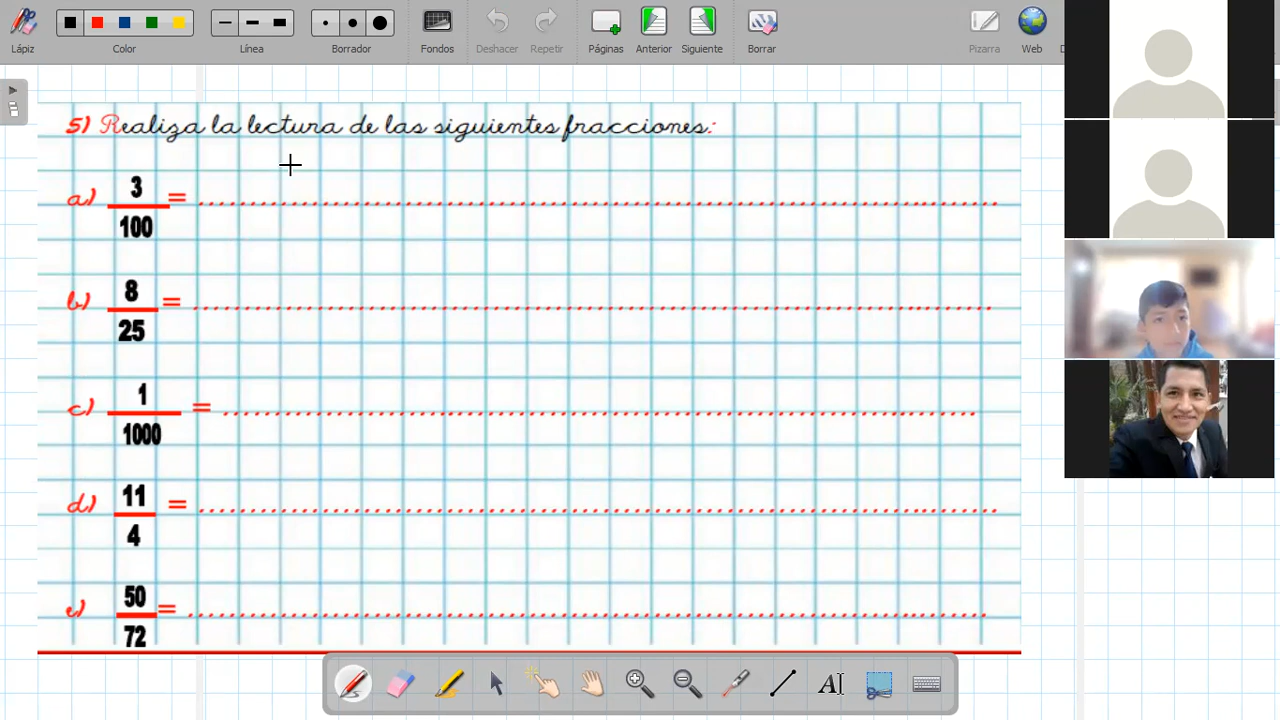 Lápiz
Color
Línea
Borrador
Fondos
Deshacer
Repetir
Páginas
Anterior
Siguiente
Borrar
Pizarra
Web
5) Realiza la lectura de las siguientes fracciones:
a) 3/100 = ........................................
b) 8/25 = ........................................
c) 1/1000 = ........................................
d) 11/4 = ........................................
e) 50/72 = ........................................